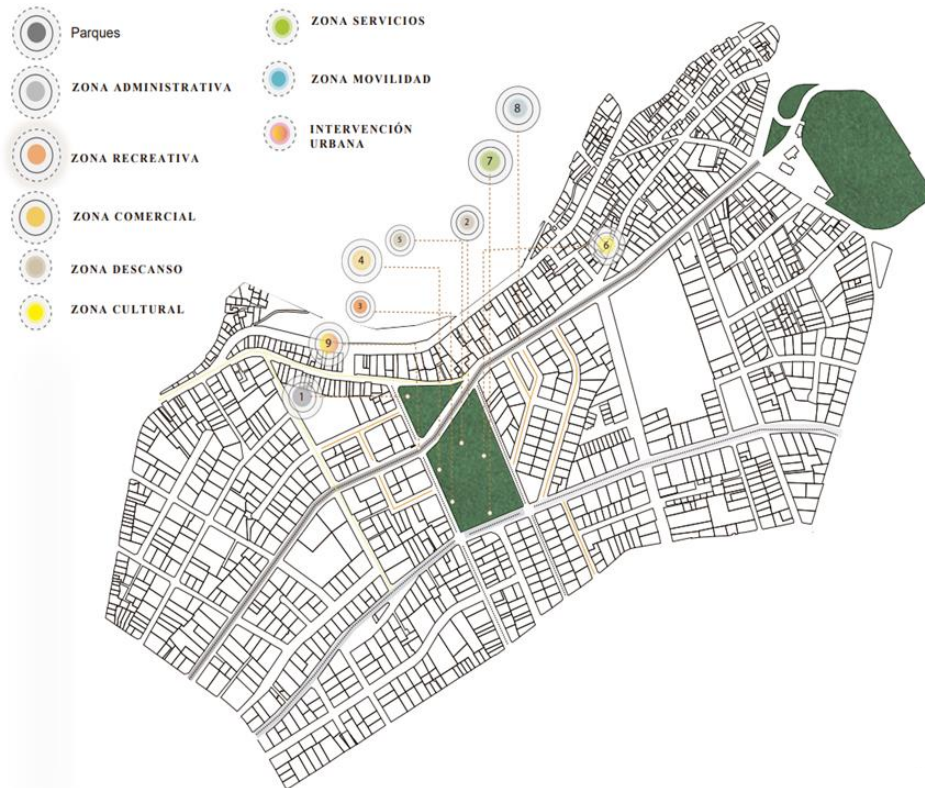 Parques
ZONA ADMINISTRATIVA
ZONA RECREATIVA
ZONA COMERCIAL
ZONA DESCANSO
ZONA CULTURAL
ZONA SERVICIOS
ZONA MOVILIDAD
INTERVENCIÓN
URBANA
8
7
2
5
6
4
3
9
1